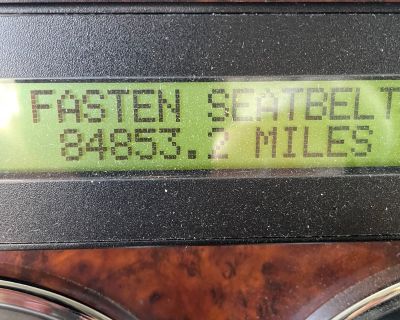 FASTEN SEATBELT
84853.2 MILES